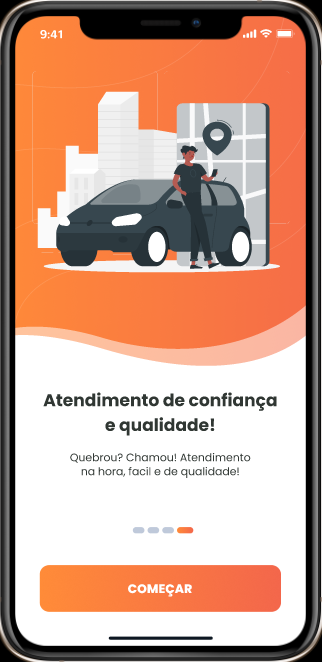 9:41
Atendimento de confiança
e qualidade!
Quebrou? Chamou! Atendimento
na hora, facil e de qualidade!
COMEÇAR